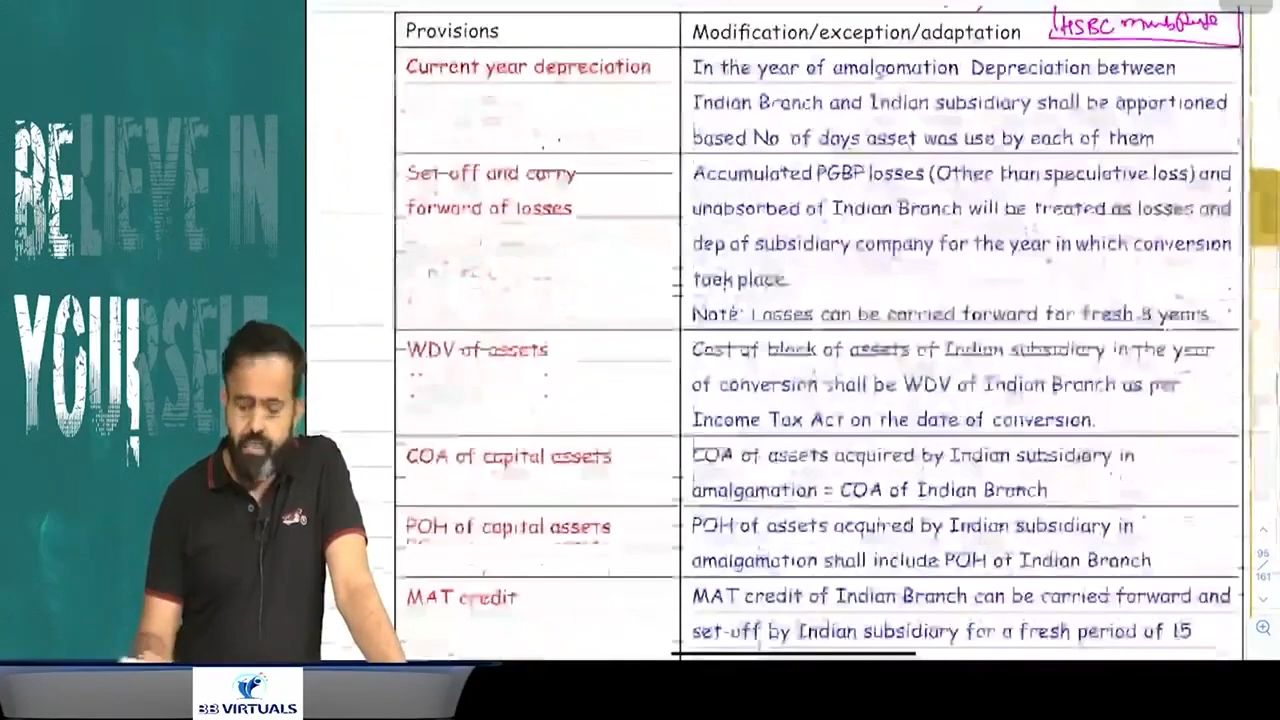 BELIEVE IN
YOURSELF
HSBC
Provisions
Modification/exception/adaptation
Current year depreciation
In the year of amalgamation Depreciation between
Indian Branch and Indian subsidiary shall be apportioned
based No of days asset was use by each of them
Set-off and carry
forward of losses
Accumulated PGBP losses (Other than speculative loss) and
unabsorbed of Indian Branch will be treated as losses and
dep of subsidiary company for the year in which conversion
took place
Note: Losses can be carried forward for fresh 8 years
WDV of assets
Cost of block of assets of Indian subsidiary in the year
of conversion shall be WDV of Indian Branch as per
Income Tax Act on the date of conversion.
COA of capital assets
COA of assets acquired by Indian subsidiary in
amalgamation = COA of Indian Branch
POH of capital assets
POH of assets acquired by Indian subsidiary in
amalgamation shall include POH of Indian Branch
MAT credit
MAT credit of Indian Branch can be carried forward and
set-off by Indian subsidiary for a fresh period of 15
95
/
161
BB VIRTUALS